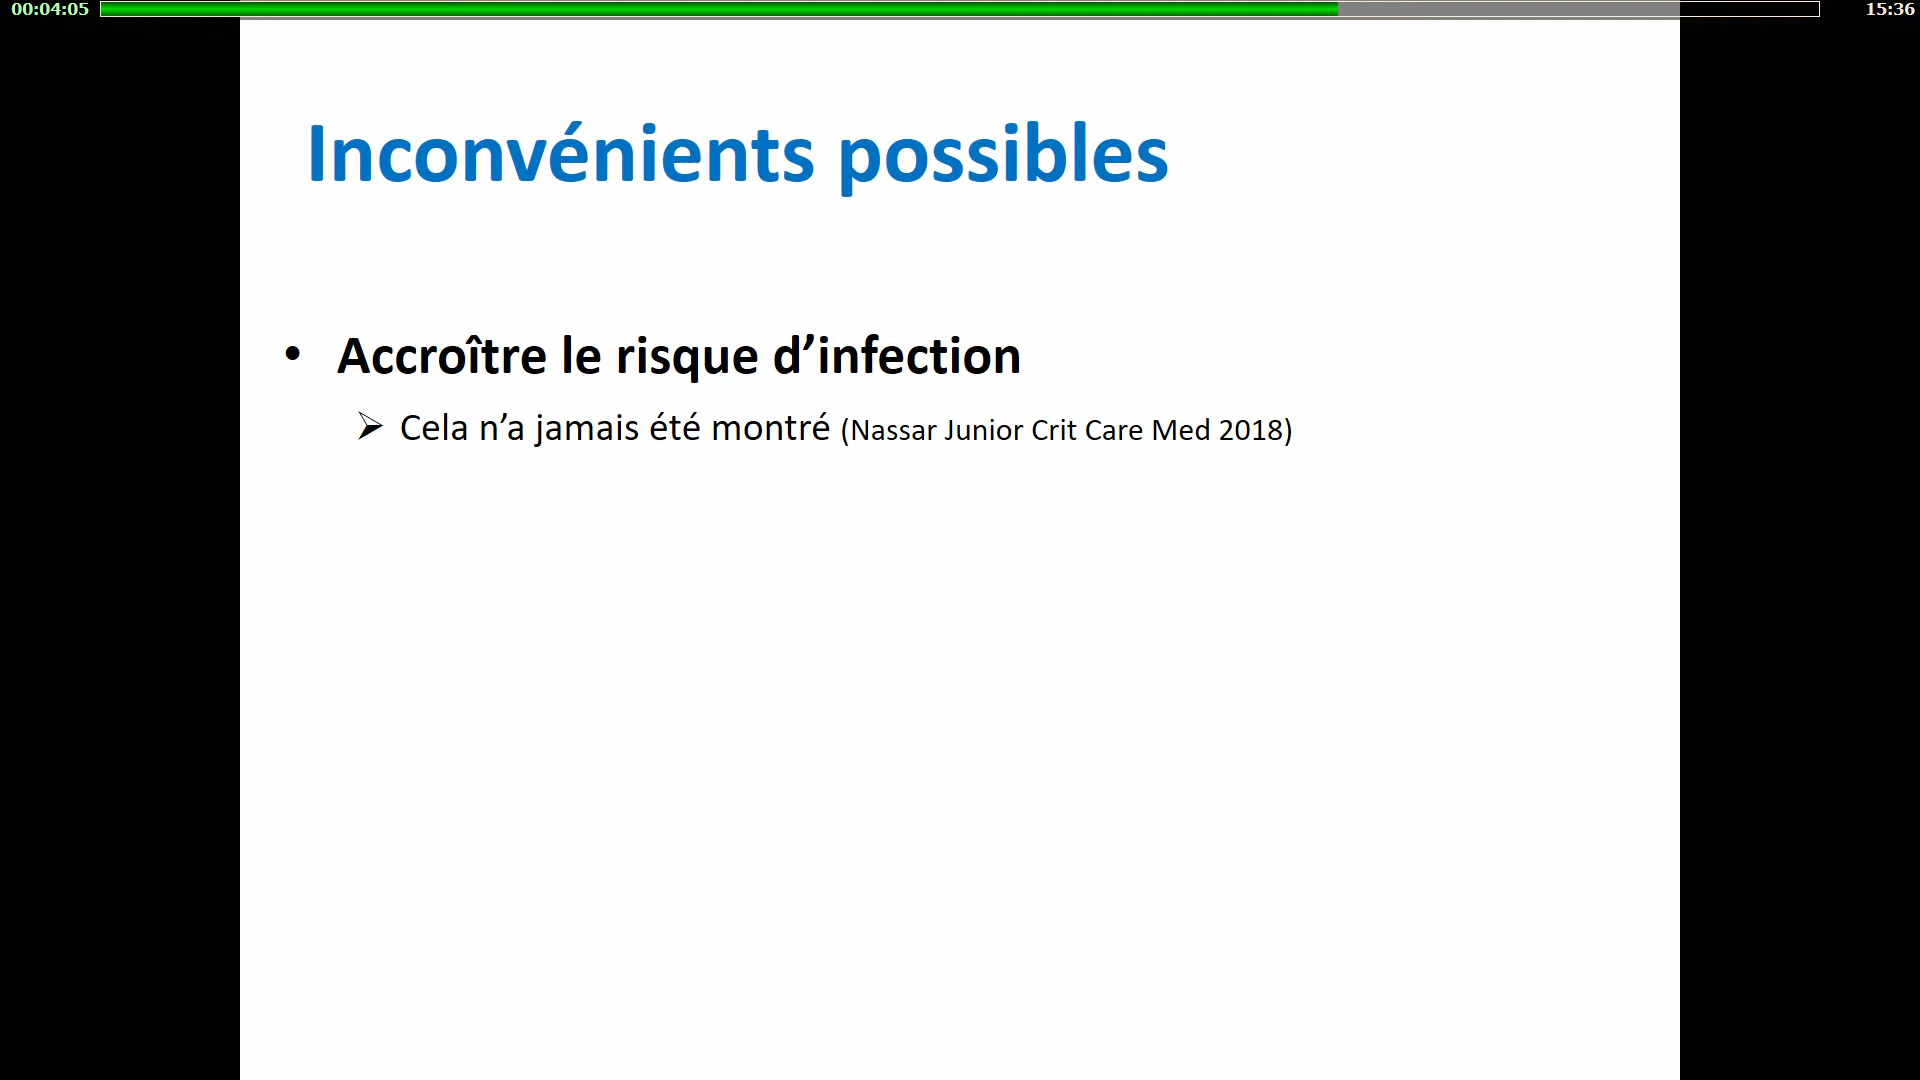 00:04:05
15:36
Inconvénients possibles
• Accroître le risque d’infection
➢ Cela n’a jamais été montré (Nassar Junior Crit Care Med 2018)